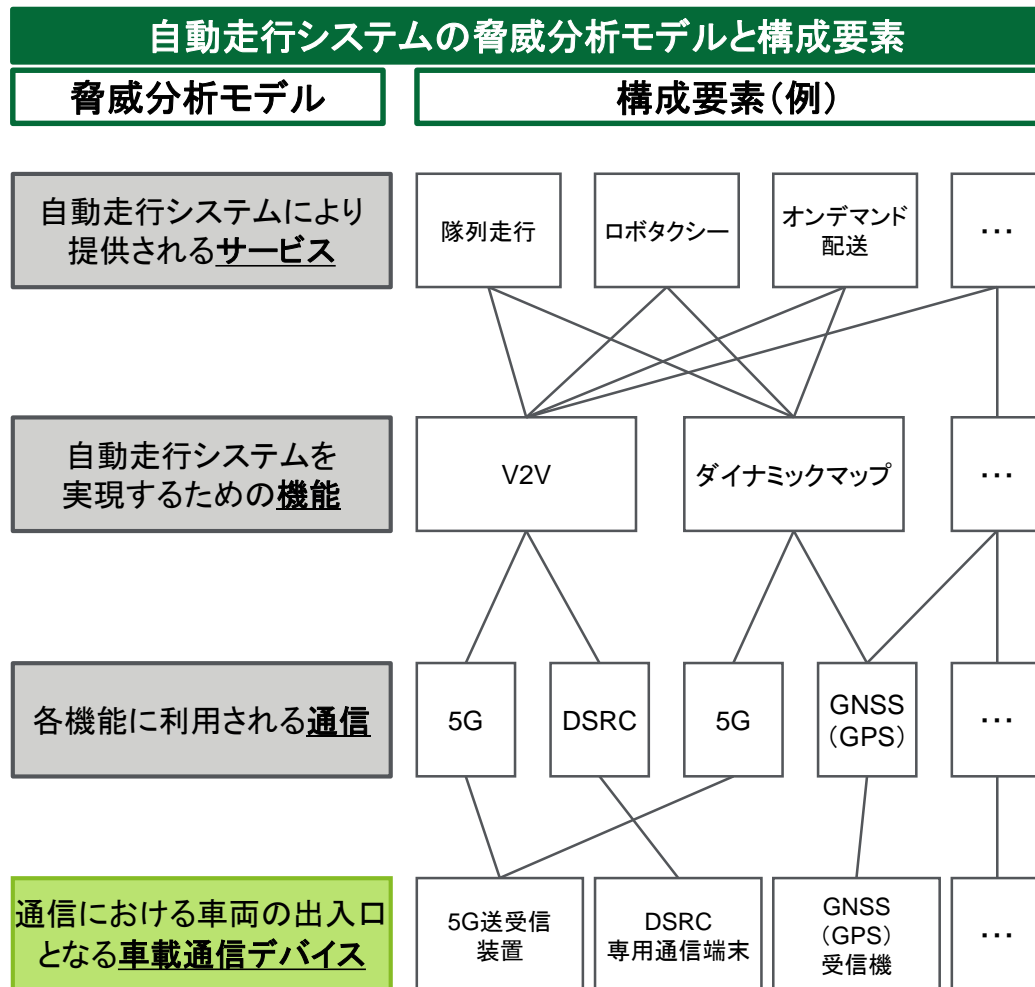 自動走行システムの脅威分析モデルと構成要素
脅威分析モデル
構成要素（例）
自動走行システムにより
提供されるサービス
隊列走行
ロボタクシー
オンデマンド
配送
…
自動走行システムを
実現するための機能
V2V
ダイナミックマップ
…
各機能に利用される通信
5G
DSRC
5G
GNSS
（GPS）
…
通信における車両の出入口
となる車載通信デバイス
5G送受信
装置
DSRC
専用通信端末
GNSS
（GPS）
受信機
…